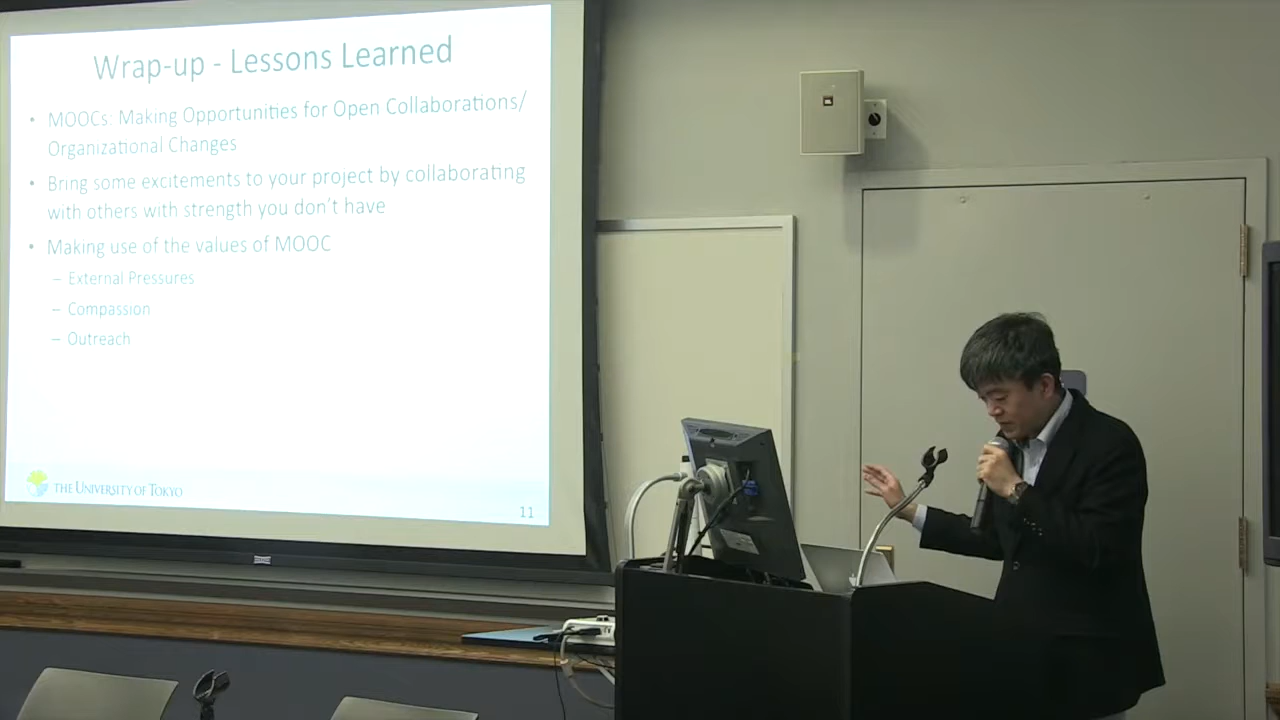 Wrap-up - Lessons Learned
• MOOCs: Making Opportunities for Open Collaborations/
Organizational Changes
• Bring some excitements to your project by collaborating
with others with strength you don't have
• Making use of the values of MOOC
– External Pressures
– Compassion
– Outreach
THE UNIVERSITY OF TOKYO
11